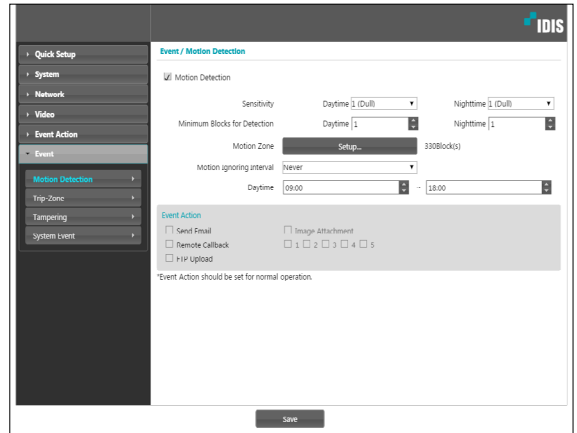 IDIS
Quick Setup
System
Network
Video
Event Action
Event
Motion Detection
Trip-Zone
Tampering
System Event
Event / Motion Detection
Motion Detection
Sensitivity Daytime 1 (Dull) Nighttime 1 (Dull)
Minimum Blocks for Detection Daytime 1 Nighttime 1
Motion Zone Setup... 330Block(s)
Motion Ignoring Interval Never
Daytime 09:00 - 18:00
Event Action
Send Email Image Attachment
Remote Callback 1 2 3 4 5
FTP Upload
*Event Action should be set for normal operation.
Save